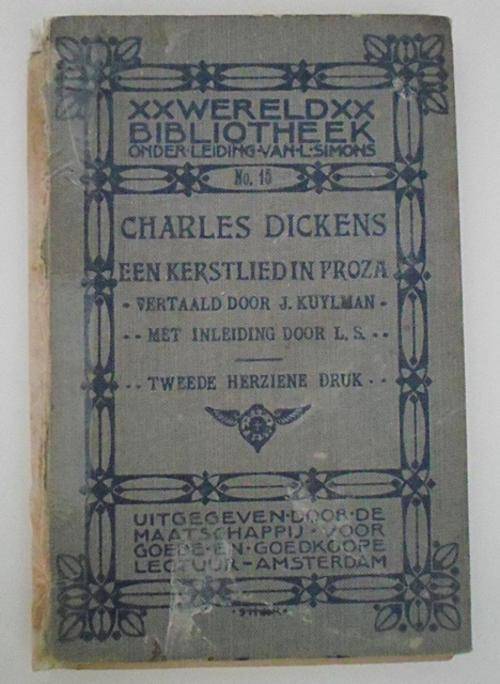 XXWERELDXX
BIBLIOTHEEK
ONDER·LEIDING·VAN·L·SIMONS
No. 15
CHARLES DICKENS
EEN KERSTLIED IN PROZA
· VERTAALD DOOR J. KUYLMAN ·
·· MET INLEIDING DOOR L. S. ··
·· TWEEDE HERZIENE DRUK ··
UITGEGEVEN·DOOR·DE
MAATSCHAPPIJ·VOOR
GOEDE·EN·GOEDKOOPE
LECTUUR–AMSTERDAM